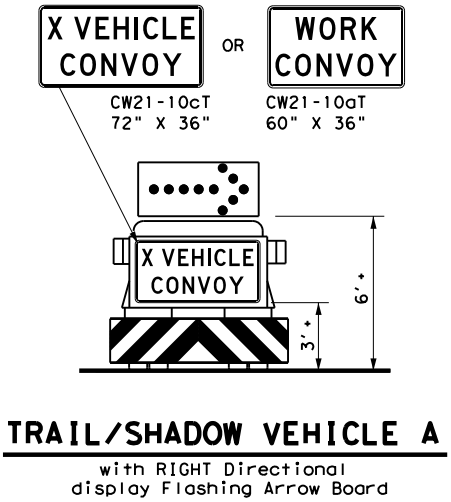 X VEHICLE
CONVOY
OR
WORK
CONVOY
CW21-10cT
72" X 36"
CW21-10aT
60" X 36"
X VEHICLE
CONVOY
6' +
3' +
TRAIL/SHADOW VEHICLE A
with RIGHT Directional
display Flashing Arrow Board